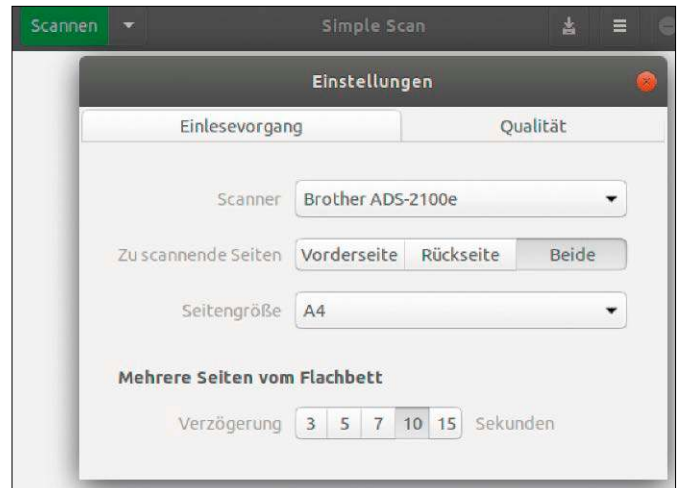 Scannen Simple Scan
Einstellungen
Einlesevorgang Qualität
Scanner Brother ADS-2100e
Zu scannende Seiten Vorderseite Rückseite Beide
Seitengröße A4
Mehrere Seiten vom Flachbett
Verzögerung 3 5 7 10 15 Sekunden